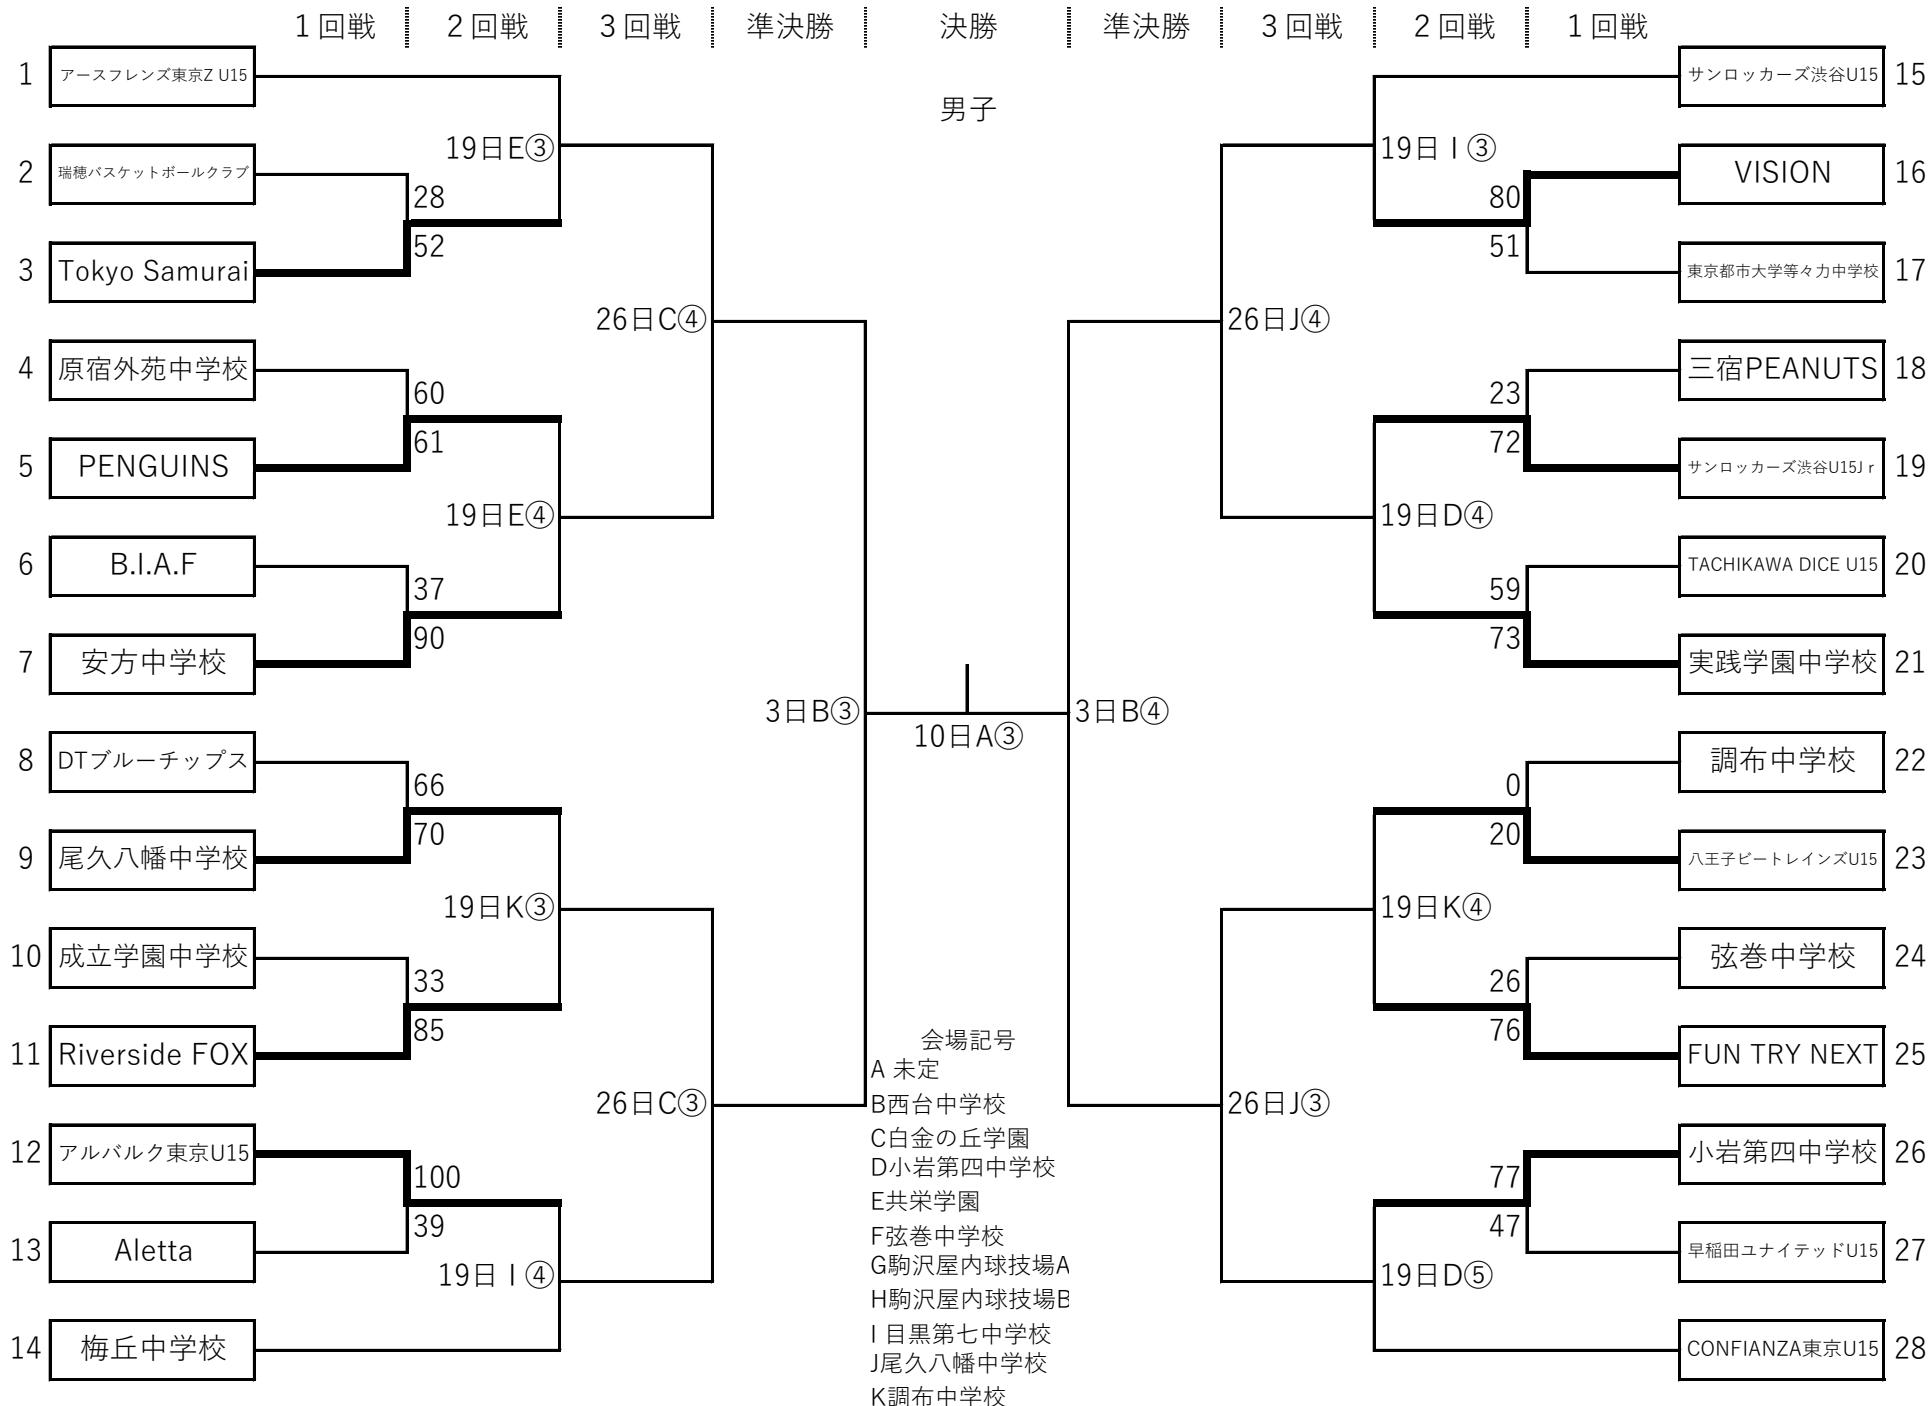 1回戦 2回戦 3回戦 準決勝 決勝 準決勝 3回戦 2回戦 1回戦
男子
1 アースフレンズ東京Z U15
19日E③
2 瑞穂バスケットボールクラブ
28
52
3 Tokyo Samurai
26日C④
4 原宿外苑中学校
60
61
5 PENGUINS
19日E④
6 B.I.A.F
37
90
7 安方中学校
3日B③
8 DTブルーチップス
66
70
9 尾久八幡中学校
19日K③
10 成立学園中学校
33
85
11 Riverside FOX
26日C③
12 アルバルク東京U15
100
39
13 Aletta
19日I④
14 梅丘中学校
10日A③
サンロッカーズ渋谷U15 15
19日I③
VISION 16
80
51
東京都市大学等々力中学校 17
26日J④
三宿PEANUTS 18
23
72
サンロッカーズ渋谷U15Jr 19
19日D④
TACHIKAWA DICE U15 20
59
73
実践学園中学校 21
3日B④
調布中学校 22
0
20
八王子ビートレインズU15 23
19日K④
弦巻中学校 24
26
76
FUN TRY NEXT 25
26日J③
小岩第四中学校 26
77
47
早稲田ユナイテッドU15 27
19日D⑤
CONFIANZA東京U15 28
会場記号
A 未定
B西台中学校
C白金の丘学園
D小岩第四中学校
E共栄学園
F弦巻中学校
G駒沢屋内球技場A
H駒沢屋内球技場B
I 目黒第七中学校
J尾久八幡中学校
K調布中学校